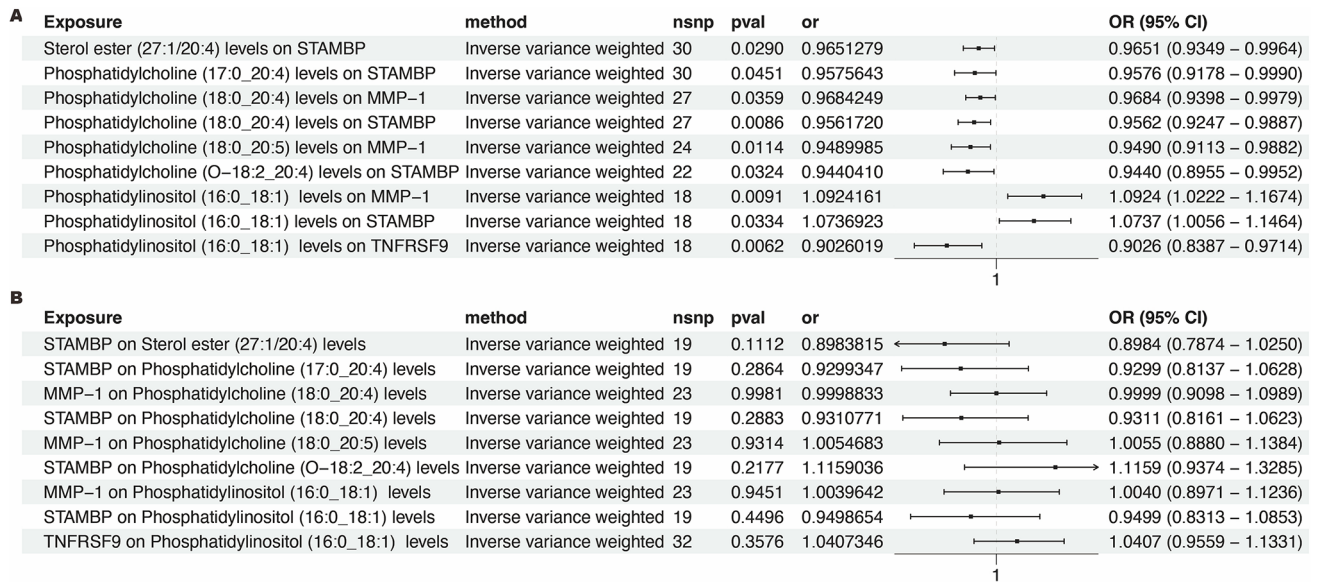 A
Exposure method nsnp pval or OR (95% CI)
Sterol ester (27:1/20:4) levels on STAMBP Inverse variance weighted 30 0.0290 0.9651279 0.9651 (0.9349 – 0.9964)
Phosphatidylcholine (17:0_20:4) levels on STAMBP Inverse variance weighted 30 0.0451 0.9575643 0.9576 (0.9178 – 0.9990)
Phosphatidylcholine (18:0_20:4) levels on MMP−1 Inverse variance weighted 27 0.0359 0.9684249 0.9684 (0.9398 – 0.9979)
Phosphatidylcholine (18:0_20:4) levels on STAMBP Inverse variance weighted 27 0.0086 0.9561720 0.9562 (0.9247 – 0.9887)
Phosphatidylcholine (18:0_20:5) levels on MMP−1 Inverse variance weighted 24 0.0114 0.9489985 0.9490 (0.9113 – 0.9882)
Phosphatidylcholine (O−18:2_20:4) levels on STAMBP Inverse variance weighted 22 0.0324 0.9440410 0.9440 (0.8955 – 0.9952)
Phosphatidylinositol (16:0_18:1) levels on MMP−1 Inverse variance weighted 18 0.0091 1.0924161 1.0924 (1.0222 – 1.1674)
Phosphatidylinositol (16:0_18:1) levels on STAMBP Inverse variance weighted 18 0.0334 1.0736923 1.0737 (1.0056 – 1.1464)
Phosphatidylinositol (16:0_18:1) levels on TNFRSF9 Inverse variance weighted 18 0.0062 0.9026019 0.9026 (0.8387 – 0.9714)
1
B
Exposure method nsnp pval or OR (95% CI)
STAMBP on Sterol ester (27:1/20:4) levels Inverse variance weighted 19 0.1112 0.8983815 0.8984 (0.7874 – 1.0250)
STAMBP on Phosphatidylcholine (17:0_20:4) levels Inverse variance weighted 19 0.2864 0.9299347 0.9299 (0.8137 – 1.0628)
MMP−1 on Phosphatidylcholine (18:0_20:4) levels Inverse variance weighted 23 0.9981 0.9998833 0.9999 (0.9098 – 1.0989)
STAMBP on Phosphatidylcholine (18:0_20:4) levels Inverse variance weighted 19 0.2883 0.9310771 0.9311 (0.8161 – 1.0623)
MMP−1 on Phosphatidylcholine (18:0_20:5) levels Inverse variance weighted 23 0.9314 1.0054683 1.0055 (0.8880 – 1.1384)
STAMBP on Phosphatidylcholine (O−18:2_20:4) levels Inverse variance weighted 19 0.2177 1.1159036 1.1159 (0.9374 – 1.3285)
MMP−1 on Phosphatidylinositol (16:0_18:1) levels Inverse variance weighted 23 0.9451 1.0039642 1.0040 (0.8971 – 1.1236)
STAMBP on Phosphatidylinositol (16:0_18:1) levels Inverse variance weighted 19 0.4496 0.9498654 0.9499 (0.8313 – 1.0853)
TNFRSF9 on Phosphatidylinositol (16:0_18:1) levels Inverse variance weighted 32 0.3576 1.0407346 1.0407 (0.9559 – 1.1331)
1